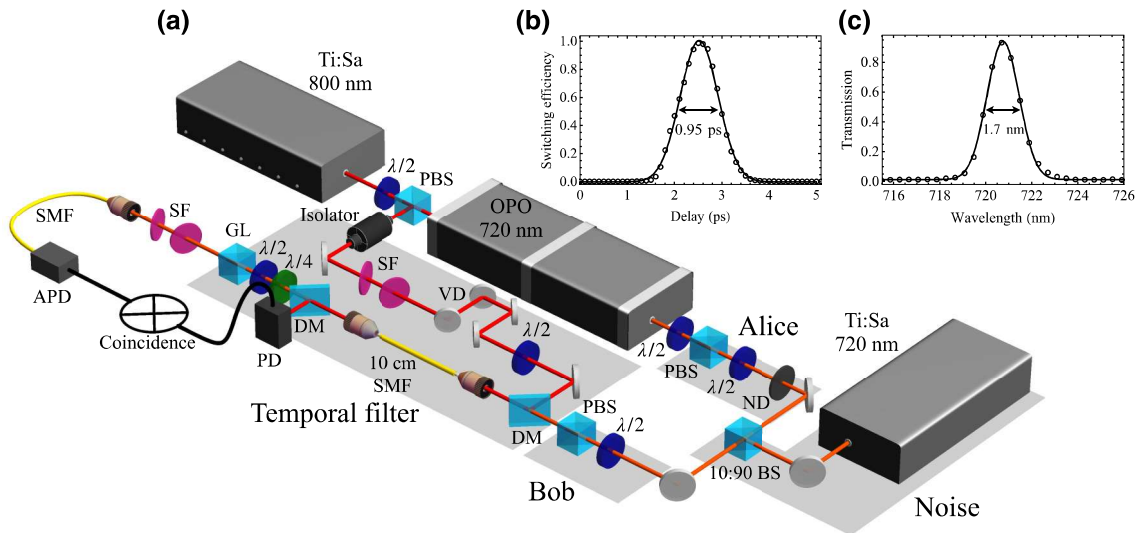 (a)
Ti:Sa
800 nm
λ/2
PBS
Isolator
OPO
720 nm
SMF
SF
GL
λ/2
λ/4
SF
VD
APD
Coincidence
PD
DM
10 cm
SMF
λ/2
Temporal filter
DM
PBS
λ/2
Bob
λ/2
PBS
λ/2
Alice
ND
10:90 BS
Ti:Sa
720 nm
Noise
(b)
Switching efficiency
1.0
0.8
0.6
0.4
0.2
0.0
0.95 ps
0 1 2 3 4 5
Delay (ps)
(c)
Transmission
1.0
0.8
0.6
0.4
0.2
0.0
1.7 nm
716 718 720 722 724 726
Wavelength (nm)